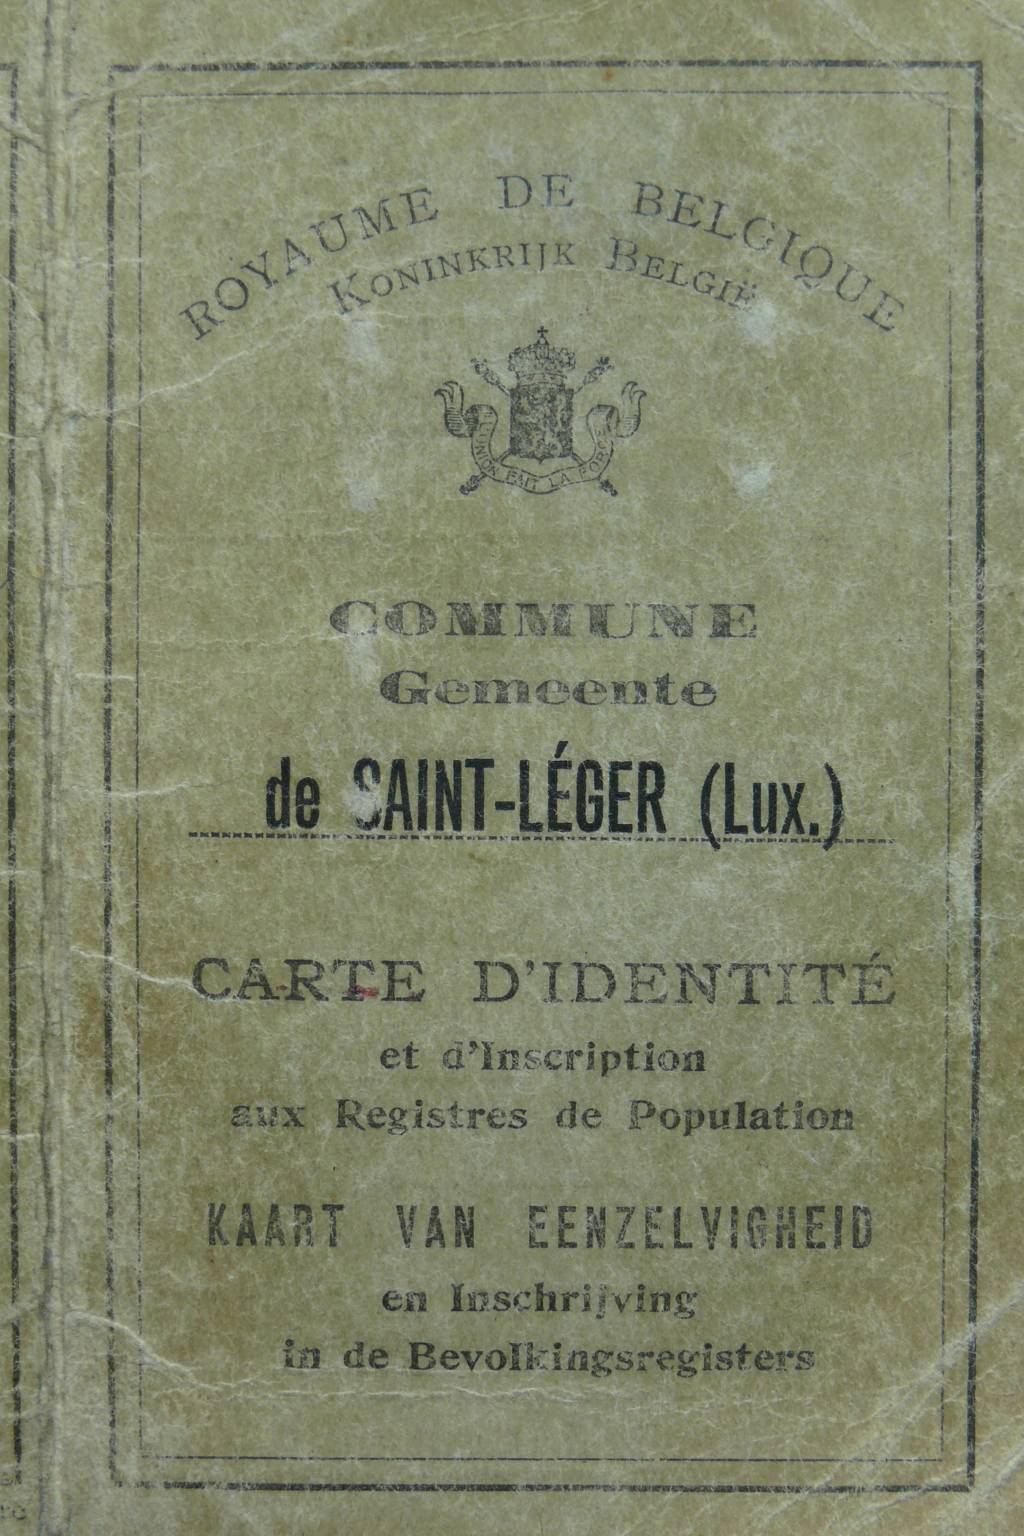 ROYAUME DE BELGIQUE
KONINKRIJK BELGIË
L'UNION FAIT LA FORCE
COMMUNE
Gemeente
de SAINT-LÉGER (Lux.)
CARTE D'IDENTITÉ
et d'Inscription
aux Registres de Population
KAART VAN EENZELVIGHEID
en Inschrijving
in de Bevolkingsregisters